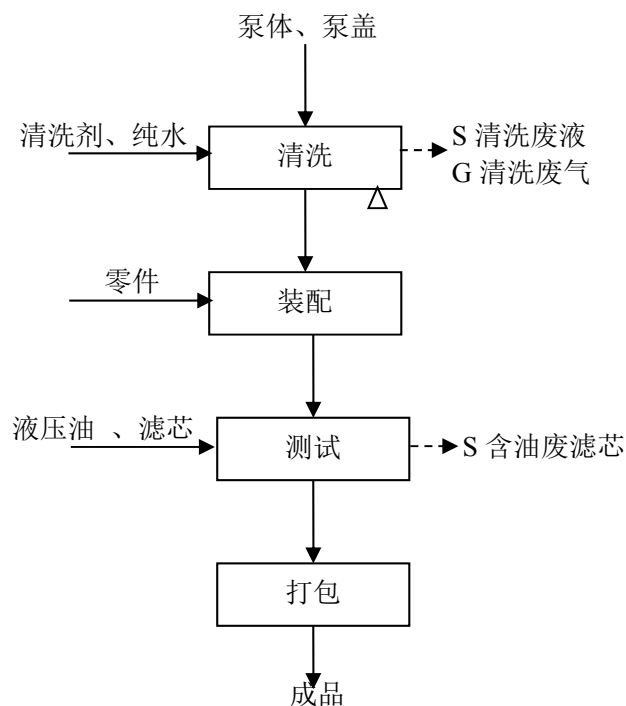 泵体、泵盖
清洗剂、纯水
清洗
S 清洗废液
G 清洗废气
零件
装配
液压油 、滤芯
测试
S 含油废滤芯
打包
成品